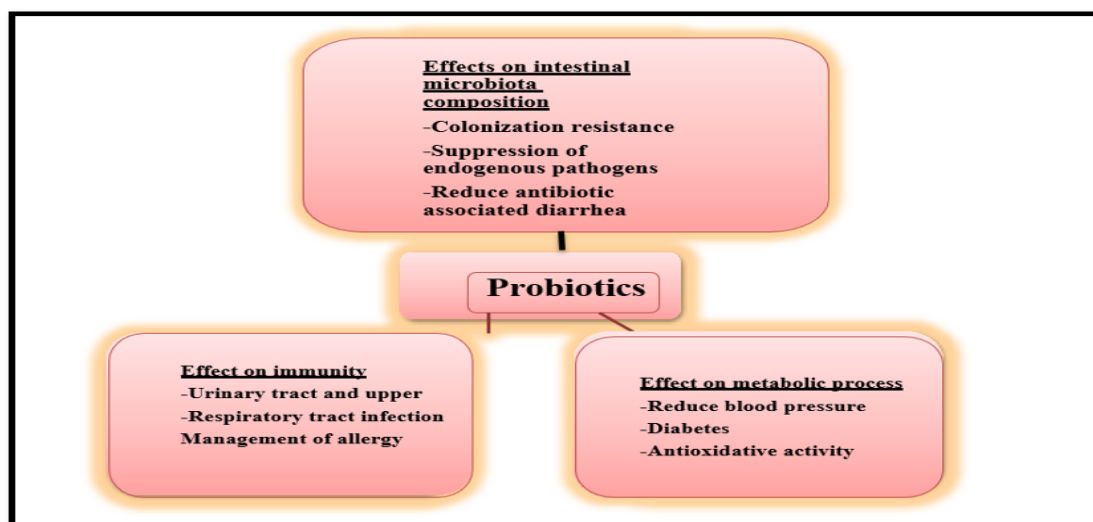 Effects on intestinal
microbiota
composition
-Colonization resistance
-Suppression of
endogenous pathogens
-Reduce antibiotic
associated diarrhea
Probiotics
Effect on immunity
-Urinary tract and upper
-Respiratory tract infection
Management of allergy
Effect on metabolic process
-Reduce blood pressure
-Diabetes
-Antioxidative activity